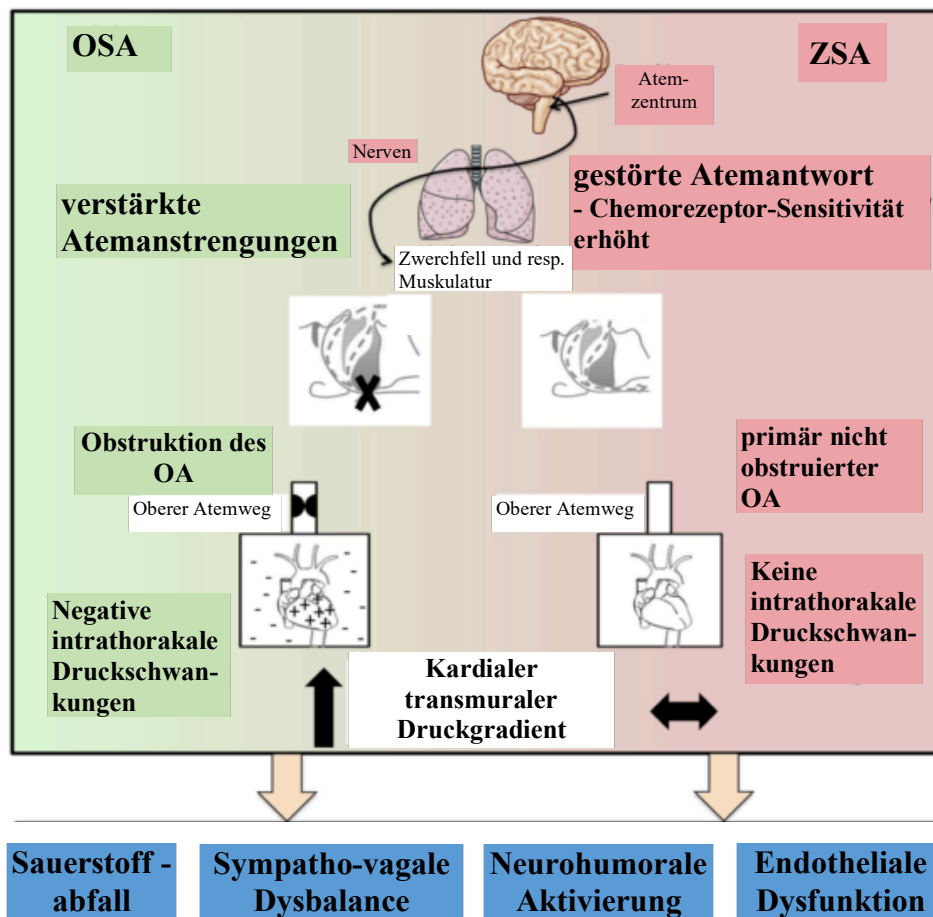 OSA
ZSA
Atem-
zentrum
Nerven
verstärkte
Atemanstrengungen
gestörte Atemantwort
- Chemorezeptor-Sensitivität
erhöht
Zwerchfell und resp.
Muskulatur
X
Obstruktion des
OA
primär nicht
obstruierter
OA
Oberer Atemweg
Oberer Atemweg
Negative
intrathorakale
Druckschwan-
kungen
Keine
intrathorakale
Druckschwan-
kungen
Kardialer
transmuraler
Druckgradient
Sauerstoff -
abfall
Sympatho-vagale
Dysbalance
Neurohumorale
Aktivierung
Endotheliale
Dysfunktion